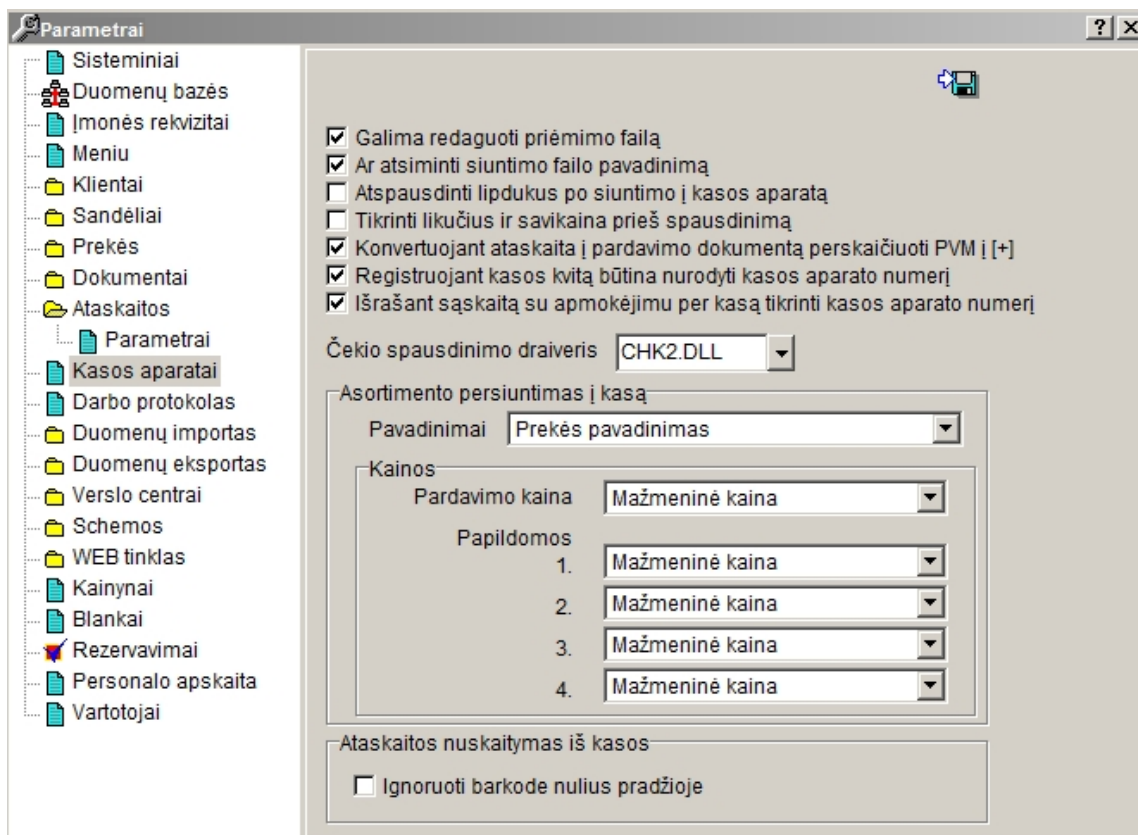 Parametrai
Sisteminiai
Duomenų bazės
Įmonės rekvizitai
Meniu
Klientai
Sandėliai
Prekės
Dokumentai
Ataskaitos
Parametrai
Kasos aparatai
Darbo protokolas
Duomenų importas
Duomenų eksportas
Verslo centrai
Schemos
WEB tinklas
Kainynai
Blankai
Rezervavimai
Personalo apskaita
Vartotojai
Galima redaguoti priėmimo failą
Ar atsiminti siuntimo failo pavadinimą
Atspausdinti lipdukus po siuntimo į kasos aparatą
Tikrinti likučius ir savikaina prieš spausdinimą
Konvertuojant ataskaita į pardavimo dokumentą perskaičiuoti PVM į [+]
Registruojant kasos kvitą būtina nurodyti kasos aparato numerį
Išrašant sąskaitą su apmokėjimu per kasą tikrinti kasos aparato numerį
Čekio spausdinimo draiveris CHK2.DLL
Asortimento persiuntimas į kasą
Pavadinimai Prekės pavadinimas
Kainos
Pardavimo kaina Mažmeninė kaina
Papildomos
1. Mažmeninė kaina
2. Mažmeninė kaina
3. Mažmeninė kaina
4. Mažmeninė kaina
Ataskaitos nuskaitymas iš kasos
Ignoruoti barkode nulius pradžioje